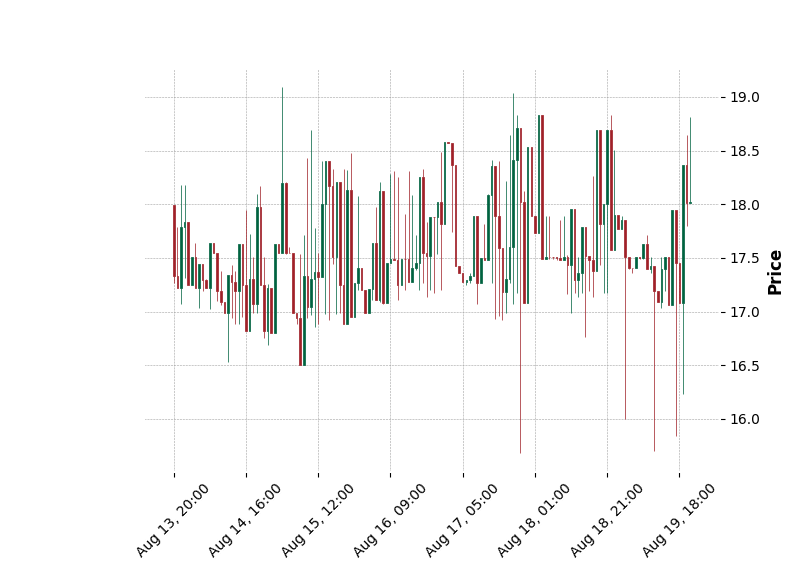 19.0
18.5
18.0
17.5
17.0
16.5
16.0
Price
Aug 13, 20:00
Aug 14, 16:00
Aug 15, 12:00
Aug 16, 09:00
Aug 17, 05:00
Aug 18, 01:00
Aug 18, 21:00
Aug 19, 18:00